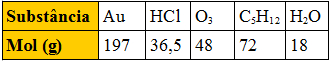 Substância Au HCl O₃ C₅H₁₂ H₂O
Mol (g) 197 36,5 48 72 18